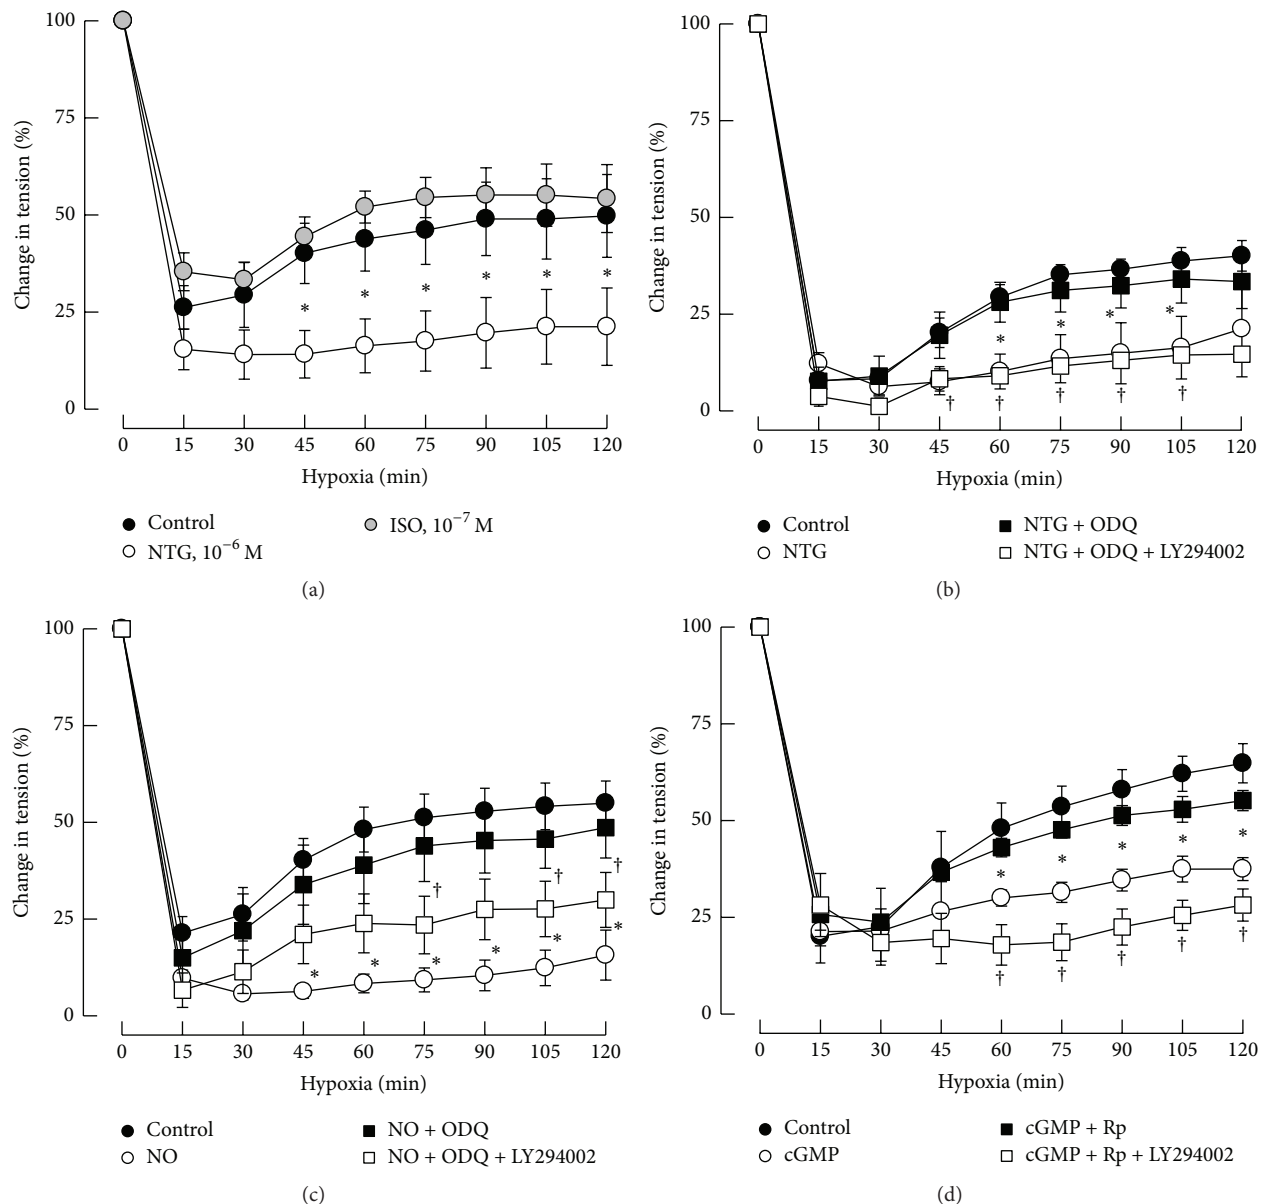 100
75
50
25
0
Change in tension (%)
0 15 30 45 60 75 90 105 120
* * * * * *
Hypoxia (min)
Control
ISO, 10⁻⁷ M
NTG, 10⁻⁶ M
(a)
100
75
50
25
0
Change in tension (%)
* * * *
† † † † †
0 15 30 45 60 75 90 105 120
Hypoxia (min)
Control
NTG + ODQ
NTG
NTG + ODQ + LY294002
(b)
100
75
50
25
0
Change in tension (%)
† † †
* * * * * *
0 15 30 45 60 75 90 105 120
Hypoxia (min)
Control
NO + ODQ
NO
NO + ODQ + LY294002
(c)
100
75
50
25
0
Change in tension (%)
* * * * *
† † † † †
0 15 30 45 60 75 90 105 120
Hypoxia (min)
Control
cGMP + Rp
cGMP
cGMP + Rp + LY294002
(d)